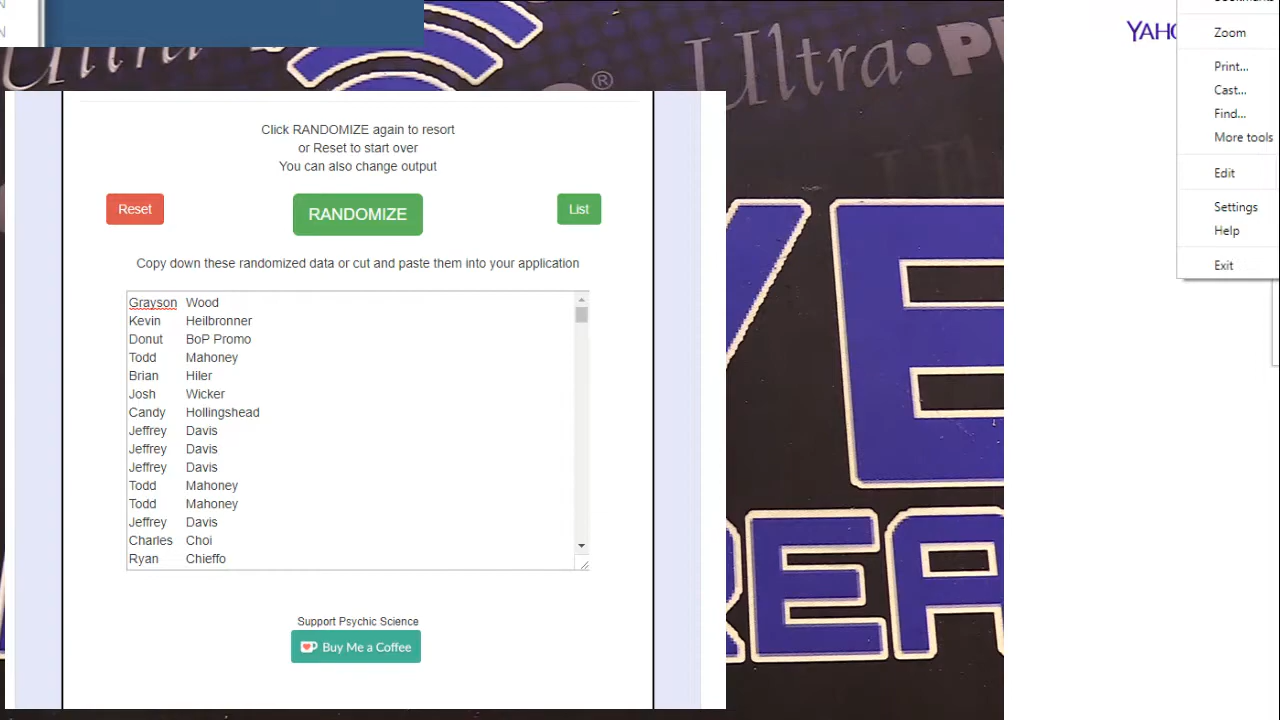 Ultra
Ultra•P
®
YAHO
Bookmarks
Zoom
Print...
Cast...
Find...
More tools
Edit
Settings
Help
Exit
Click RANDOMIZE again to resort
or Reset to start over
You can also change output
Reset
RANDOMIZE
List
Copy down these randomized data or cut and paste them into your application
Grayson Wood
Kevin Heilbronner
Donut BoP Promo
Todd Mahoney
Brian Hiler
Josh Wicker
Candy Hollingshead
Jeffrey Davis
Jeffrey Davis
Jeffrey Davis
Todd Mahoney
Todd Mahoney
Jeffrey Davis
Charles Choi
Ryan Chieffo
Support Psychic Science
Buy Me a Coffee
VE
REA